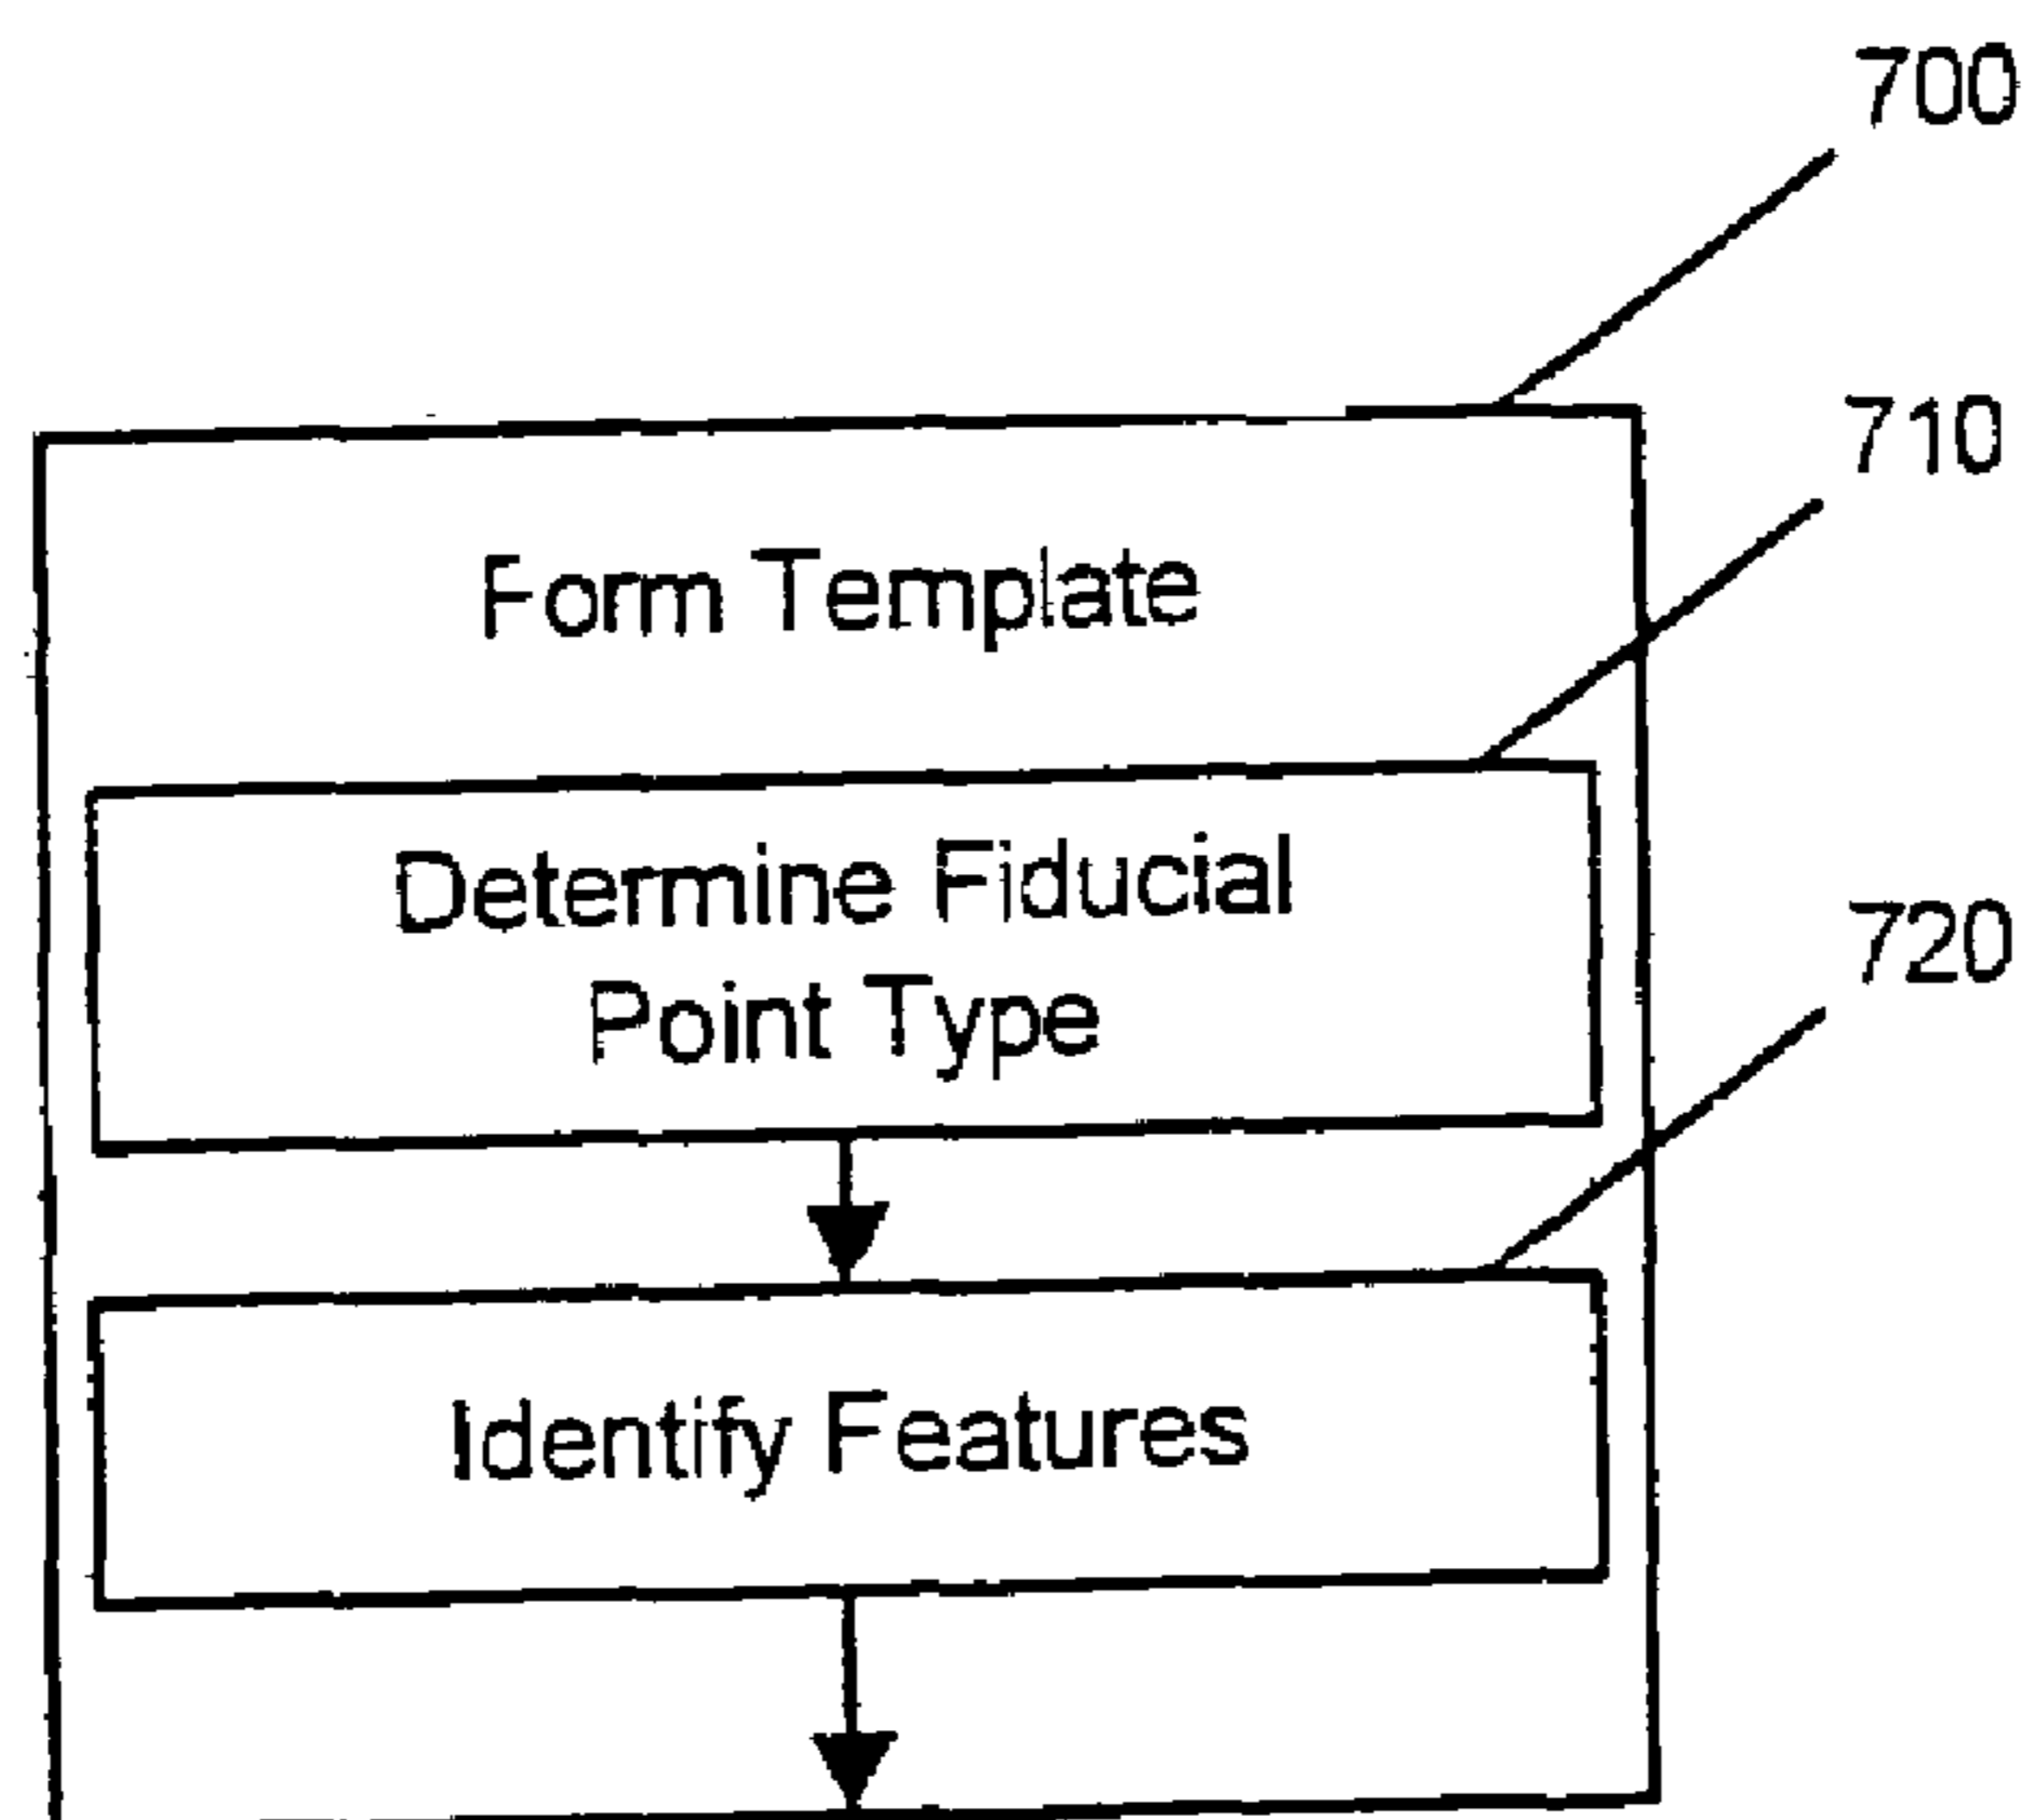 700
710
Form Template
Determine Fiducial
Point Type
720
Identify Features